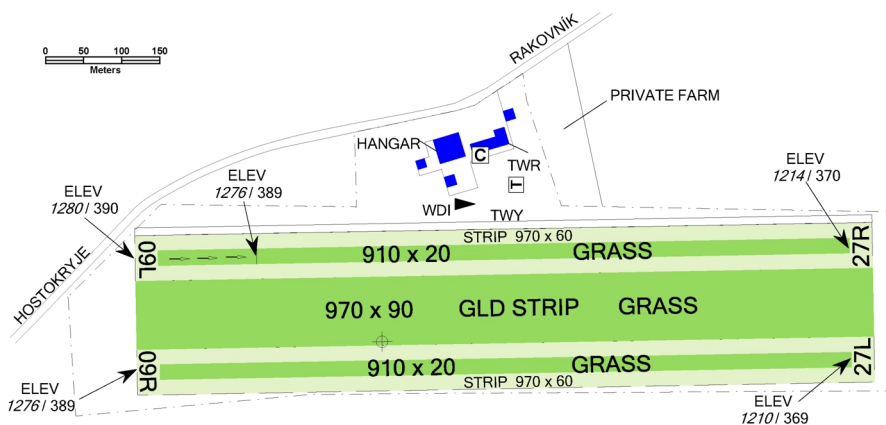 0 50 100 150
Meters
RAKOVNÍK
PRIVATE FARM
HANGAR
C
TWR
T
ELEV
1280 / 390
ELEV
1276 / 389
ELEV
1214 / 370
WDI
TWY
HOSTOKRYJE
STRIP 970 x 60
09L
910 x 20
GRASS
27R
970 x 90
GLD STRIP
GRASS
09R
910 x 20
GRASS
27L
STRIP 970 x 60
ELEV
1276 / 389
ELEV
1210 / 369